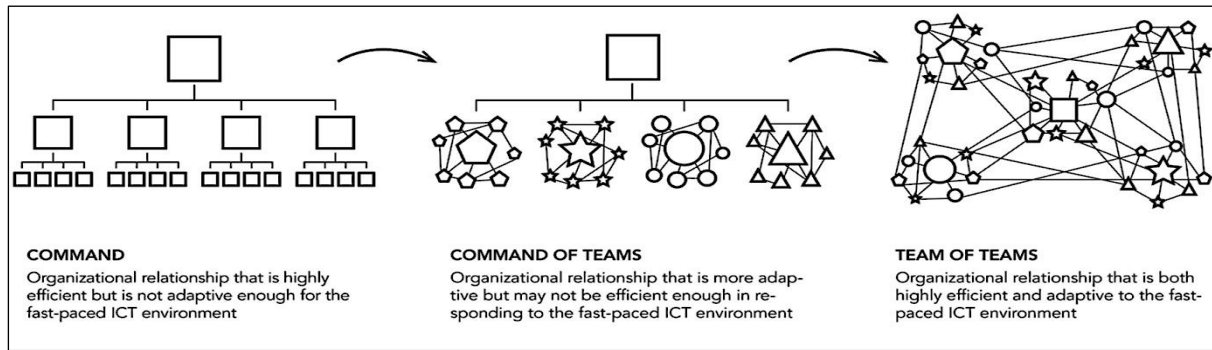 COMMAND
Organizational relationship that is highly
efficient but is not adaptive enough for the
fast-paced ICT environment
COMMAND OF TEAMS
Organizational relationship that is more adap-
tive but may not be efficient enough in re-
sponding to the fast-paced ICT environment
TEAM OF TEAMS
Organizational relationship that is both
highly efficient and adaptive to the fast-
paced ICT environment